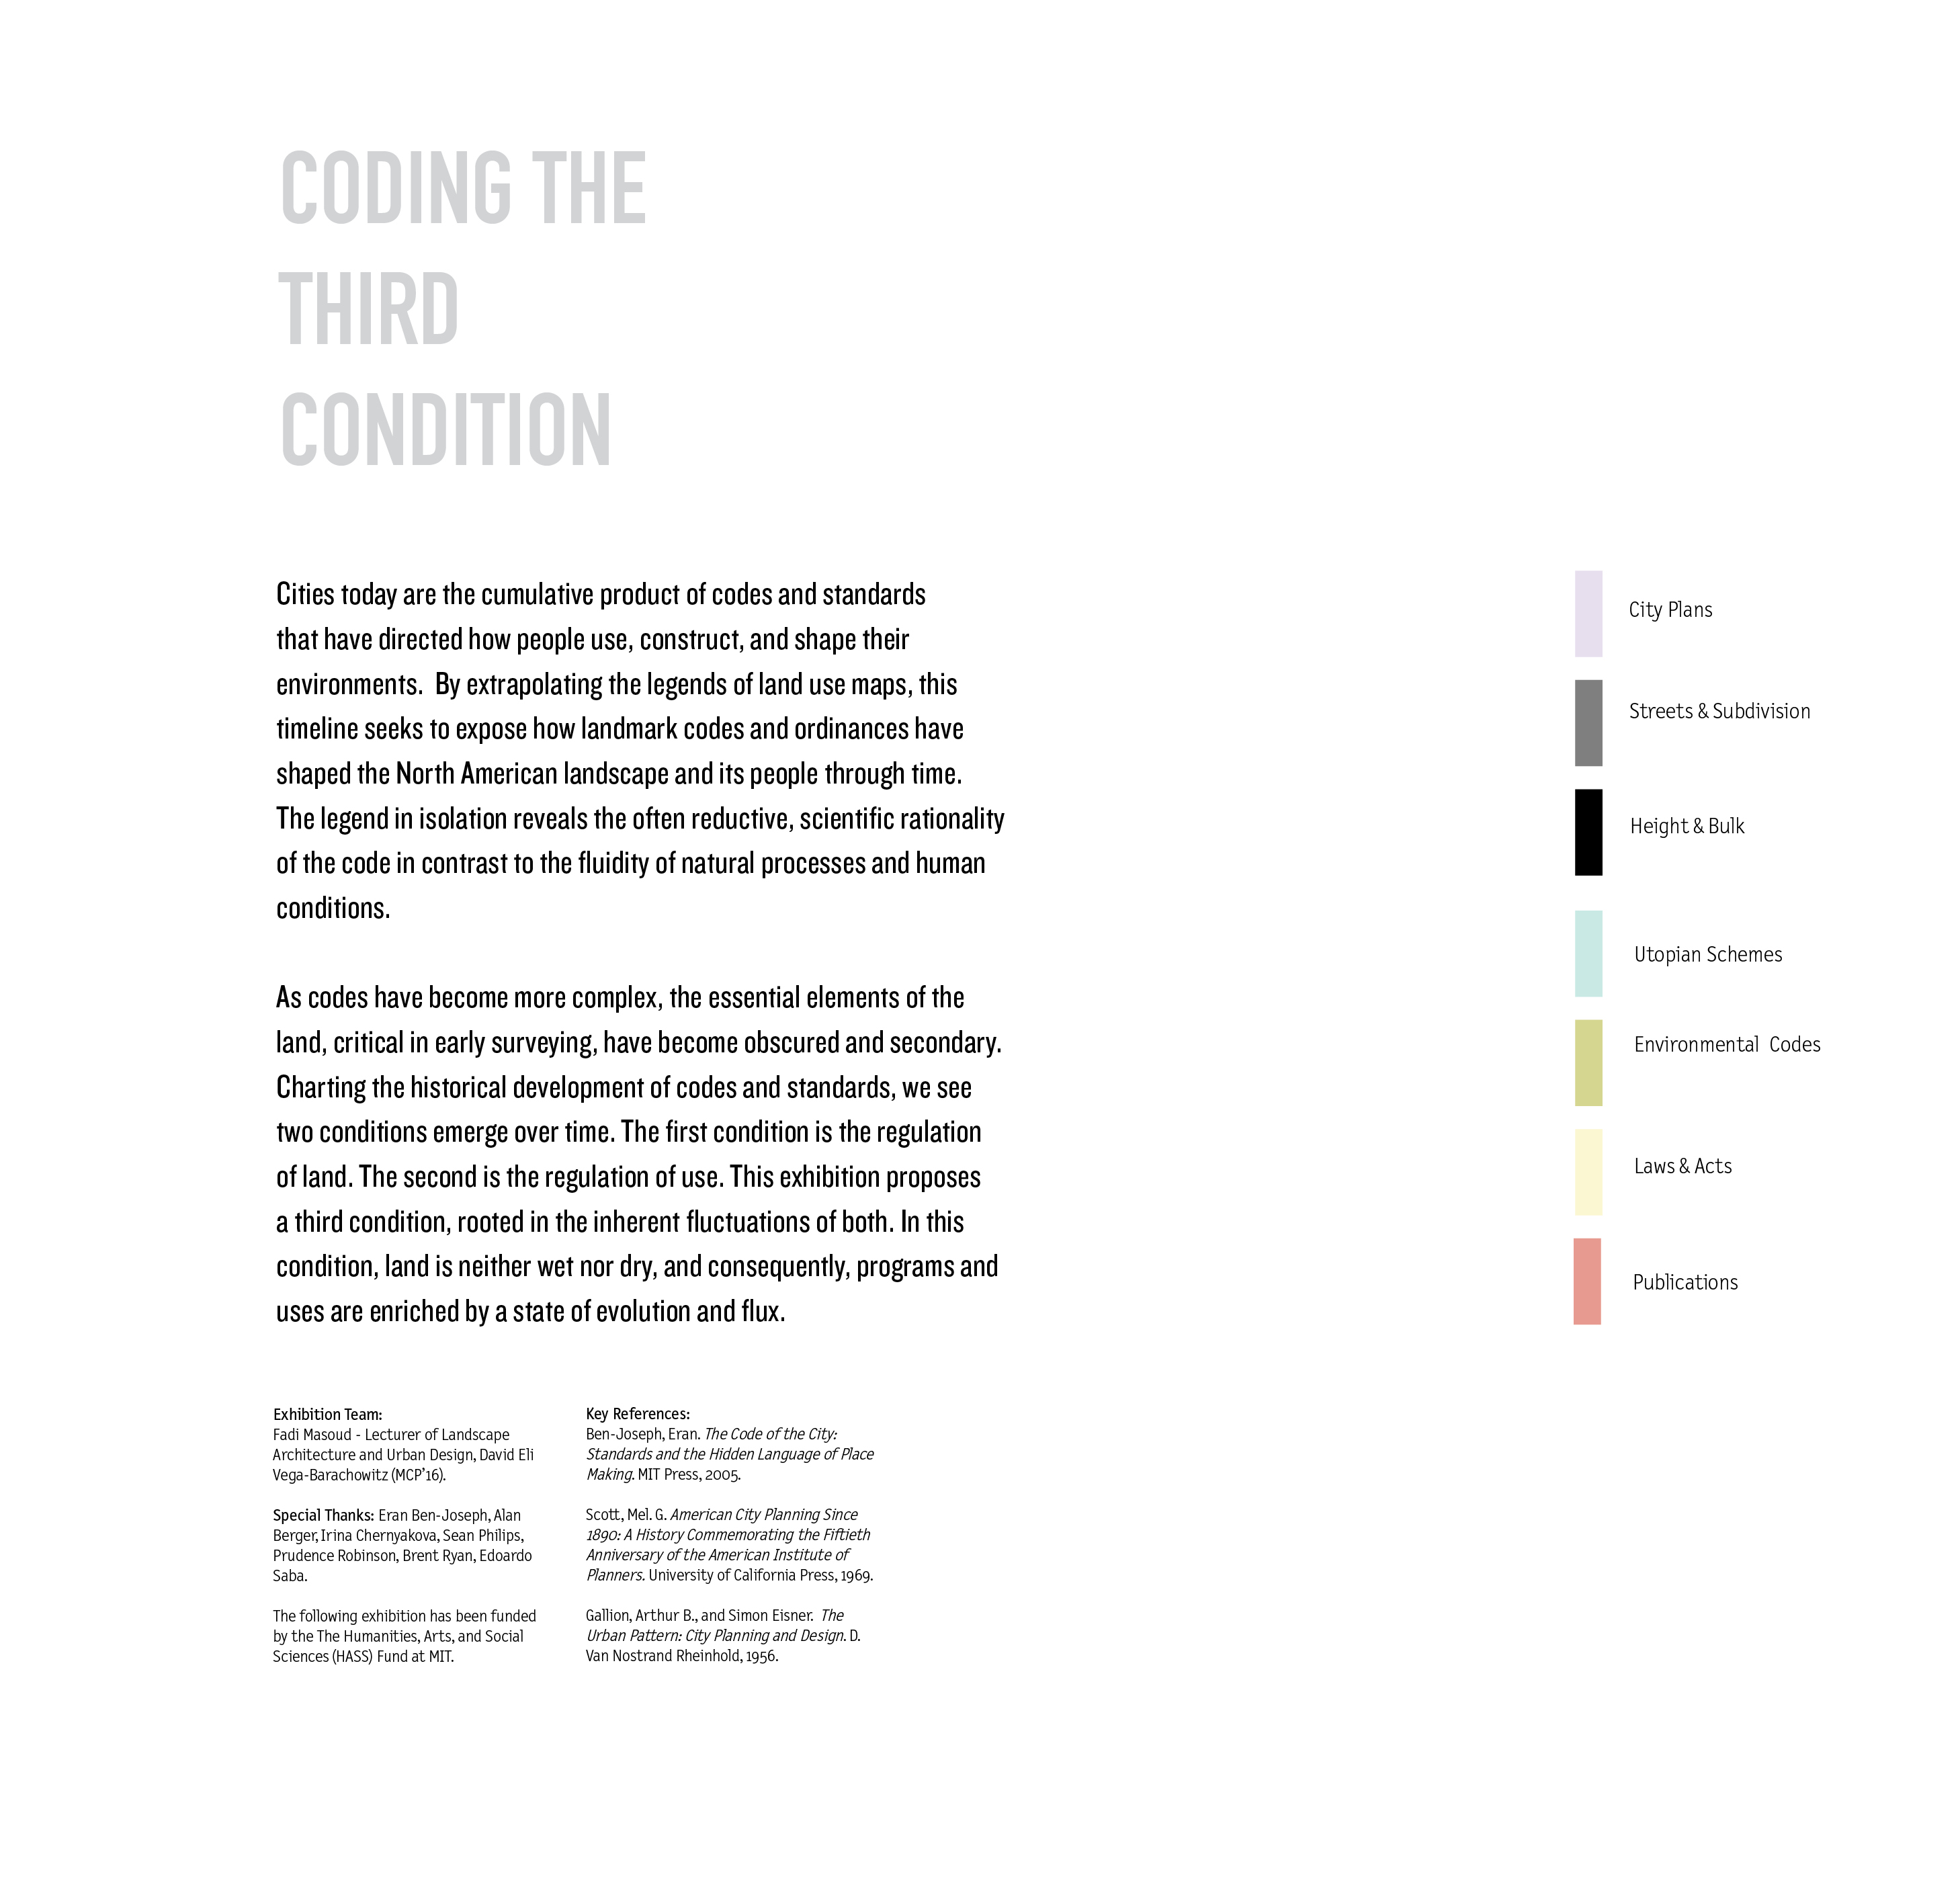 CODING THE
THIRD
CONDITION
Cities today are the cumulative product of codes and standards
that have directed how people use, construct, and shape their
environments.  By extrapolating the legends of land use maps, this
timeline seeks to expose how landmark codes and ordinances have
shaped the North American landscape and its people through time.
The legend in isolation reveals the often reductive, scientific rationality
of the code in contrast to the fluidity of natural processes and human
conditions.
As codes have become more complex, the essential elements of the
land, critical in early surveying, have become obscured and secondary.
Charting the historical development of codes and standards, we see
two conditions emerge over time. The first condition is the regulation
of land. The second is the regulation of use. This exhibition proposes
a third condition, rooted in the inherent fluctuations of both. In this
condition, land is neither wet nor dry, and consequently, programs and
uses are enriched by a state of evolution and flux.
Exhibition Team:
Fadi Masoud - Lecturer of Landscape
Architecture and Urban Design, David Eli
Vega-Barachowitz (MCP'16).
Special Thanks: Eran Ben-Joseph, Alan
Berger, Irina Chernyakova, Sean Philips,
Prudence Robinson, Brent Ryan, Edoardo
Saba.
The following exhibition has been funded
by the The Humanities, Arts, and Social
Sciences (HASS) Fund at MIT.
Key References:
Ben-Joseph, Eran. The Code of the City:
Standards and the Hidden Language of Place
Making. MIT Press, 2005.
Scott, Mel. G. American City Planning Since
1890: A History Commemorating the Fiftieth
Anniversary of the American Institute of
Planners. University of California Press, 1969.
Gallion, Arthur B., and Simon Eisner.  The
Urban Pattern: City Planning and Design. D.
Van Nostrand Rheinhold, 1956.
City Plans
Streets & Subdivision
Height & Bulk
Utopian Schemes
Environmental  Codes
Laws & Acts
Publications